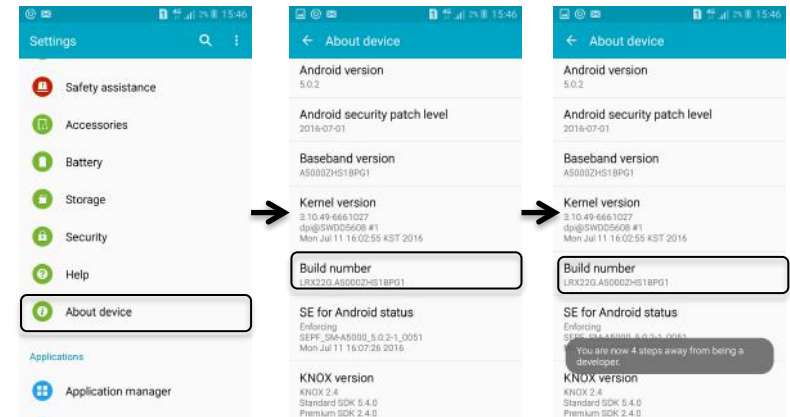 15:46
Settings
Safety assistance
Accessories
Battery
Storage
Security
Help
About device
Applications
Application manager
15:46
About device
Android version
5.0.2
Android security patch level
2016-07-01
Baseband version
A5000ZHS1BPG1
Kernel version
3.10.49-6661027
dpi@SWDD5608 #1
Mon Jul 11 16:02:55 KST 2016
Build number
LRX22G.A5000ZHS1BPG1
SE for Android status
Enforcing
SEPF_SM-A5000_5.0.2-1_0051
Mon Jul 11 16:07:26 2016
KNOX version
KNOX 2.4
Standard SDK 5.4.0
Premium SDK 2.4.0
15:46
About device
Android version
5.0.2
Android security patch level
2016-07-01
Baseband version
A5000ZHS1BPG1
Kernel version
3.10.49-6661027
dpi@SWDD5608 #1
Mon Jul 11 16:02:55 KST 2016
Build number
LRX22G.A5000ZHS1BPG1
SE for Android status
Enforcing
SEPF_SM-A5000_5.0.2-1_0051
You are now 4 steps away from being a
developer.
KNOX version
KNOX 2.4
Standard SDK 5.4.0
Premium SDK 2.4.0